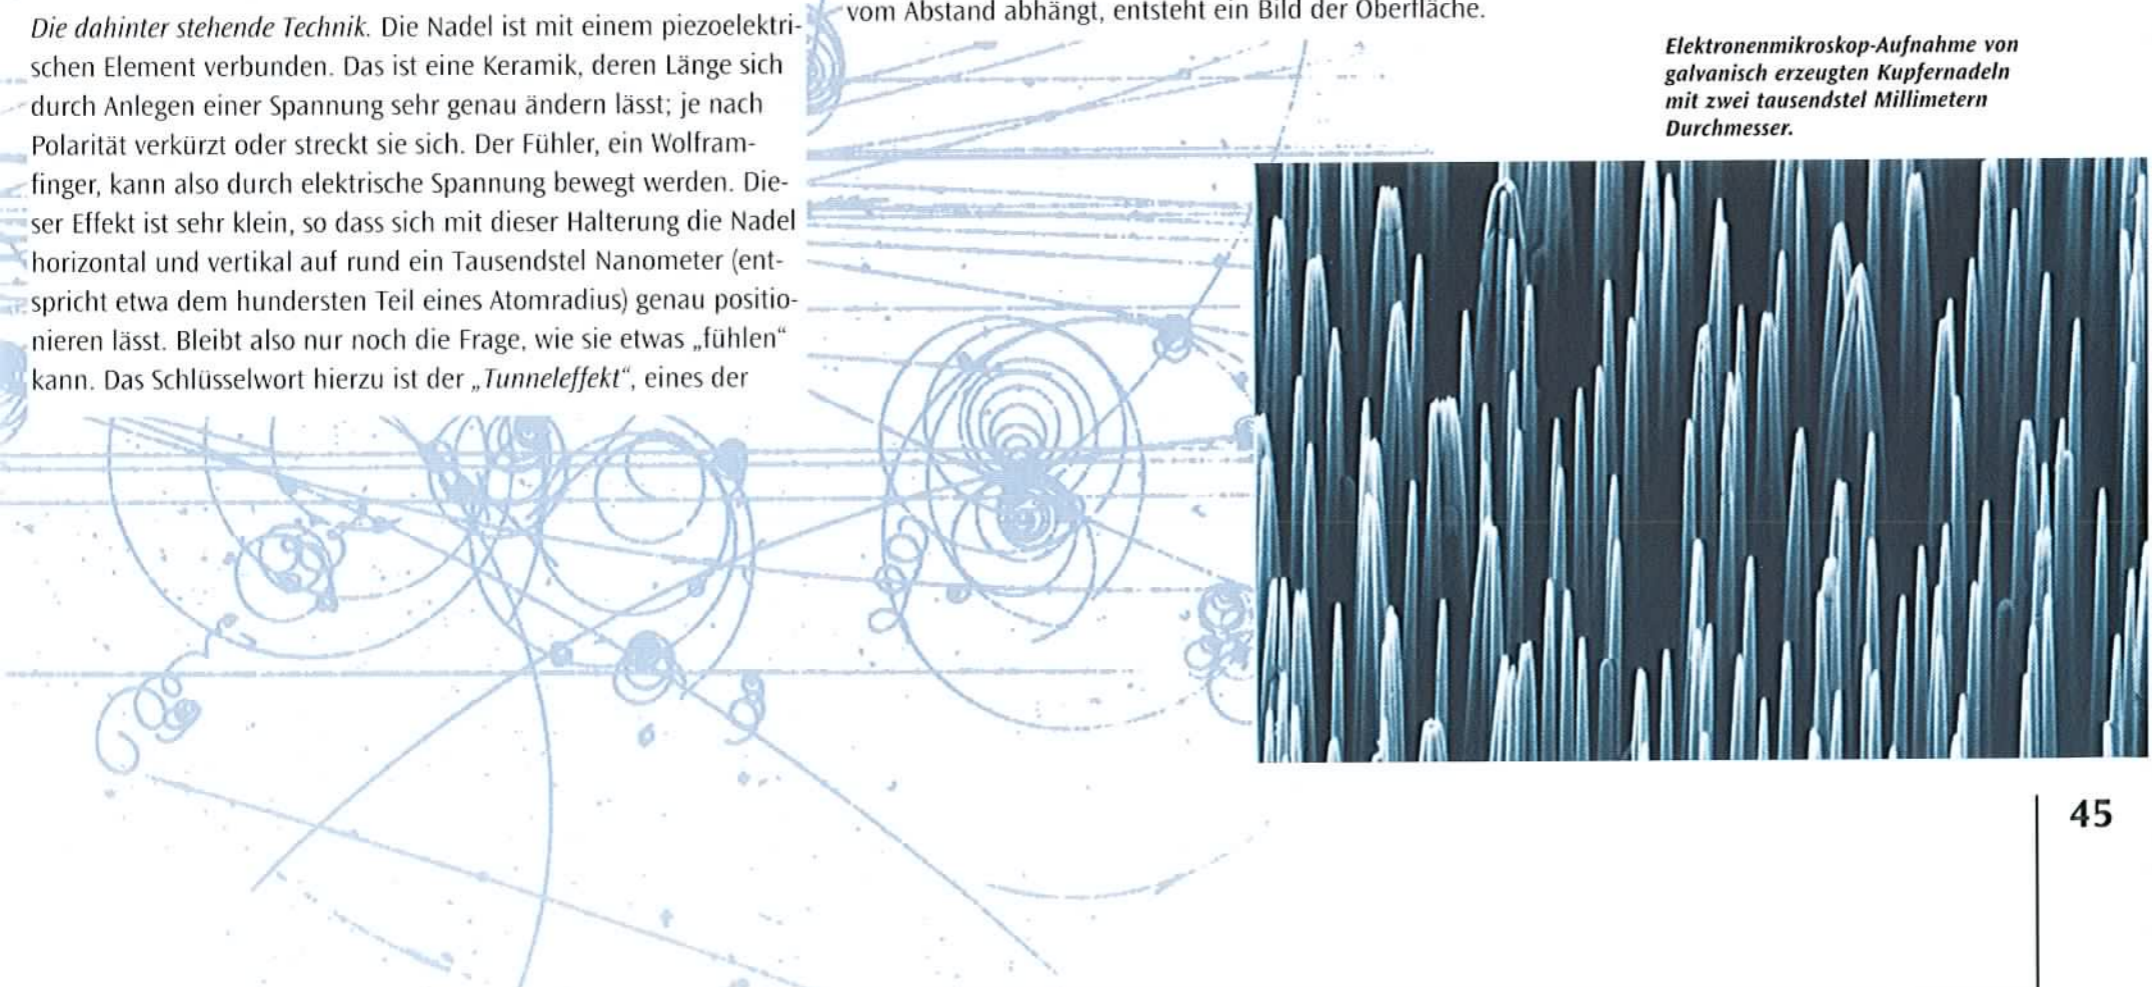 Die dahinter stehende Technik. Die Nadel ist mit einem piezoelektri-
schen Element verbunden. Das ist eine Keramik, deren Länge sich
durch Anlegen einer Spannung sehr genau ändern lässt; je nach
Polarität verkürzt oder streckt sie sich. Der Fühler, ein Wolfram-
finger, kann also durch elektrische Spannung bewegt werden. Die-
ser Effekt ist sehr klein, so dass sich mit dieser Halterung die Nadel
horizontal und vertikal auf rund ein Tausendstel Nanometer (ent-
spricht etwa dem hundersten Teil eines Atomradius) genau positio-
nieren lässt. Bleibt also nur noch die Frage, wie sie etwas „fühlen“
kann. Das Schlüsselwort hierzu ist der „Tunneleffekt“, eines der
vom Abstand abhängt, entsteht ein Bild der Oberfläche.
Elektronenmikroskop-Aufnahme von
galvanisch erzeugten Kupfernadeln
mit zwei tausendstel Millimetern
Durchmesser.
45